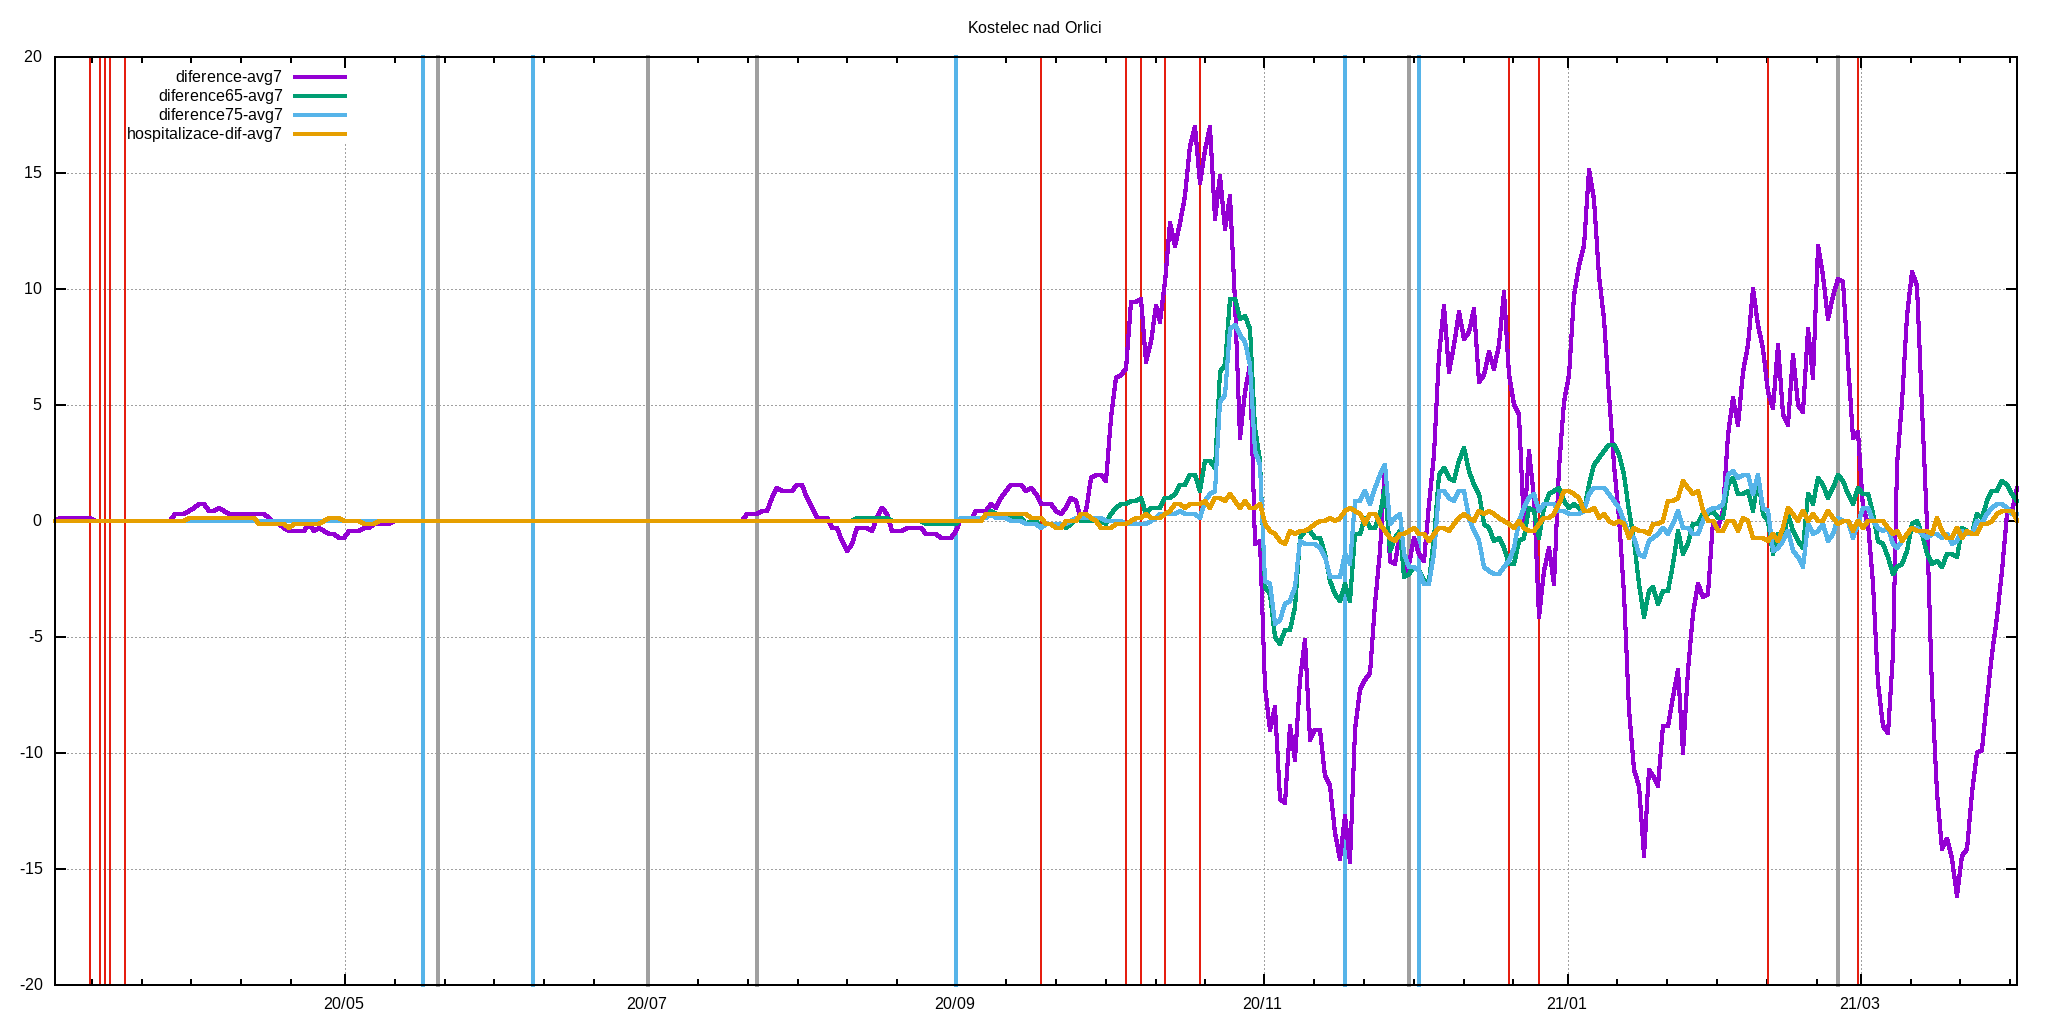 Kostelec nad Orlici
20
diference-avg7
diference65-avg7
diference75-avg7
hospitalizace-dif-avg7
15
10
5
0
-5
-10
-15
-20
20/05 20/07 20/09 20/11 21/01 21/03